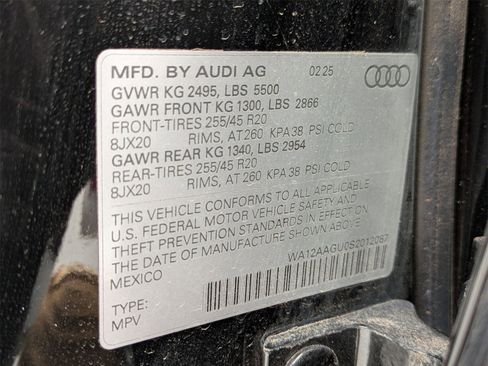 MFD. BY AUDI AG 02 25
GVWR KG 2495, LBS 5500
GAWR FRONT KG 1300, LBS 2866
FRONT-TIRES 255/45 R20
8JX20 RIMS, AT 260 KPA 38 PSI COLD
GAWR REAR KG 1340, LBS 2954
REAR-TIRES 255/45 R20
8JX20 RIMS, AT 260 KPA 38 PSI COLD
THIS VEHICLE CONFORMS TO ALL APPLICABLE
U.S. FEDERAL MOTOR VEHICLE SAFETY AND
THEFT PREVENTION STANDARDS IN EFFECT ON
THE DATE OF MANUFACTURE SHOWN ABOVE.
MEXICO WA12AAGU0S2012087
TYPE:
MPV